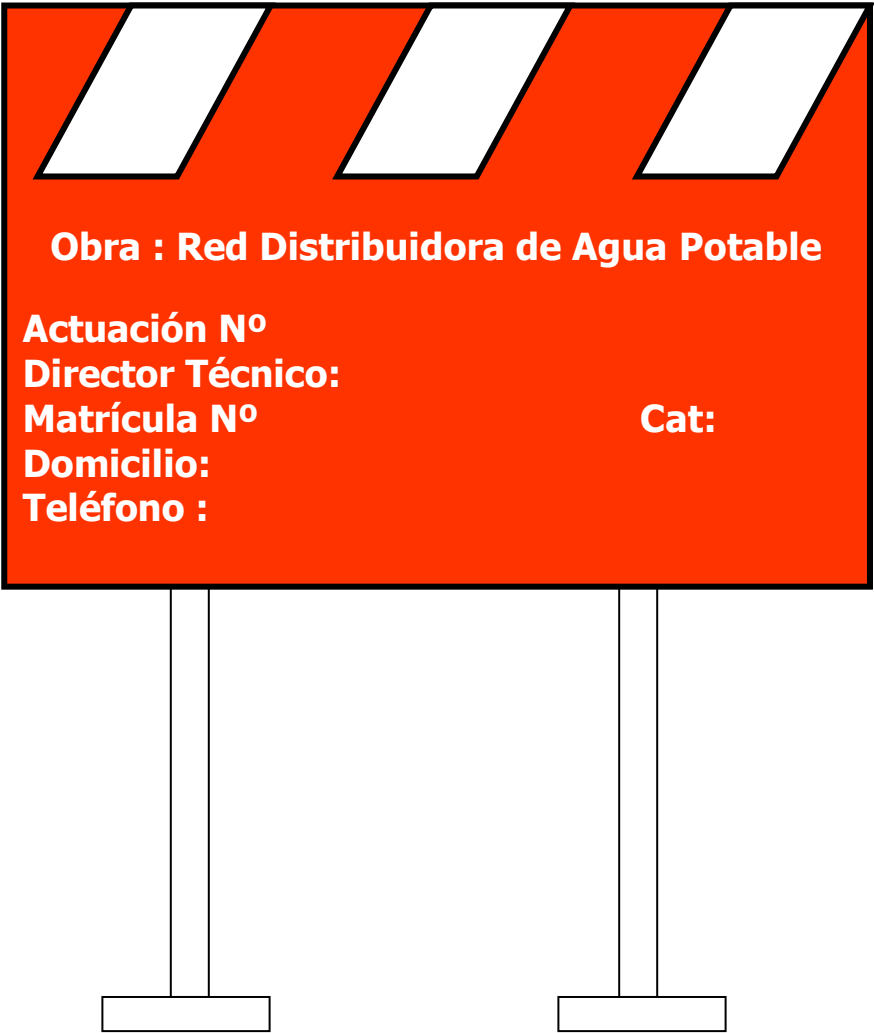 Obra : Red Distribuidora de Agua Potable
Actuación Nº
Director Técnico:
Matrícula Nº Cat:
Domicilio:
Teléfono :